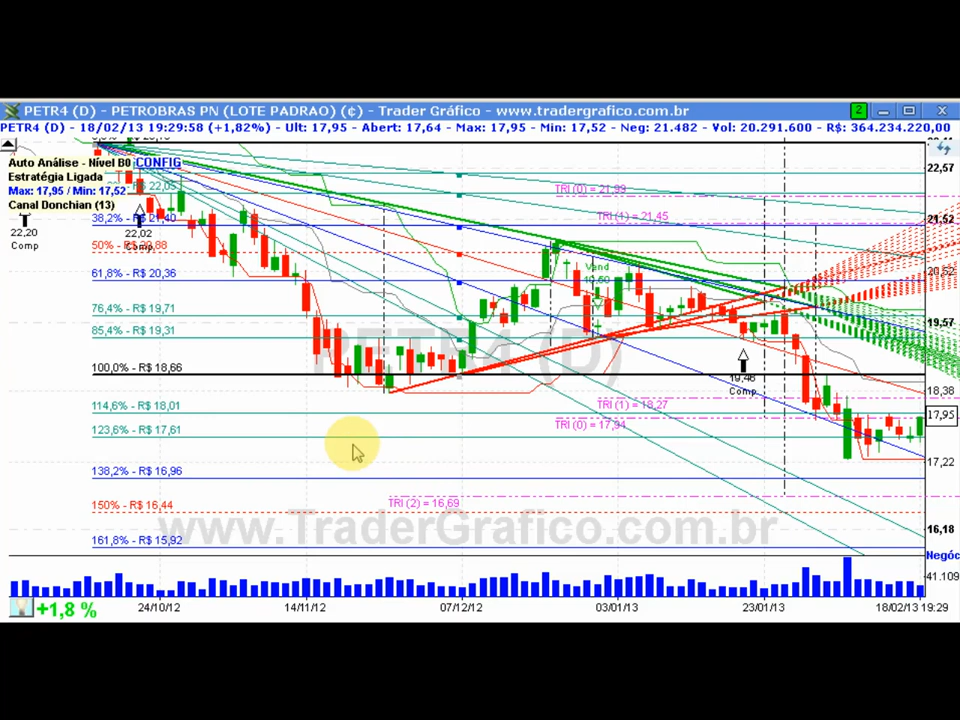 PETR4 (D) - PETROBRAS PN (LOTE PADRAO) (¢) - Trader Gráfico - www.tradergrafico.com.br
2
PETR4 (D) - 18/02/13 19:29:58 (+1,82%) - Ult: 17,95 - Abert: 17,64 - Max: 17,95 - Min: 17,52 - Neg: 21.482 - Vol: 20.291.600 - R$: 364.234.220,00
Auto Análise - Nível B0 CONFIG
Estratégia Ligada
Max: 17,95 / Min: 17,52
Canal Donchian (13)
R$ 22,05
22,57
TRI(0) = 21,99
TRI(1) = 21,45
38,2% - R$ 21,40
21,52
22,20
Comp
22,02
Comp
50% - R$ 20,88
61,8% - R$ 20,36
Vend
20,52
76,4% - R$ 19,71
85,4% - R$ 19,31
19,57
PETR4 (D)
100,0% - R$ 18,66
19,46
Comp
18,38
114,6% - R$ 18,01
TRI(1) = 18,27
17,95
123,6% - R$ 17,61
TRI(0) = 17,94
138,2% - R$ 16,96
17,22
150% - R$ 16,44
TRI(2) = 16,69
www.TraderGrafico.com.br
16,18
161,8% - R$ 15,92
Negóc
41.109
+1,8 %
24/10/12 14/11/12 07/12/12 03/01/13 23/01/13 18/02/13 19:29